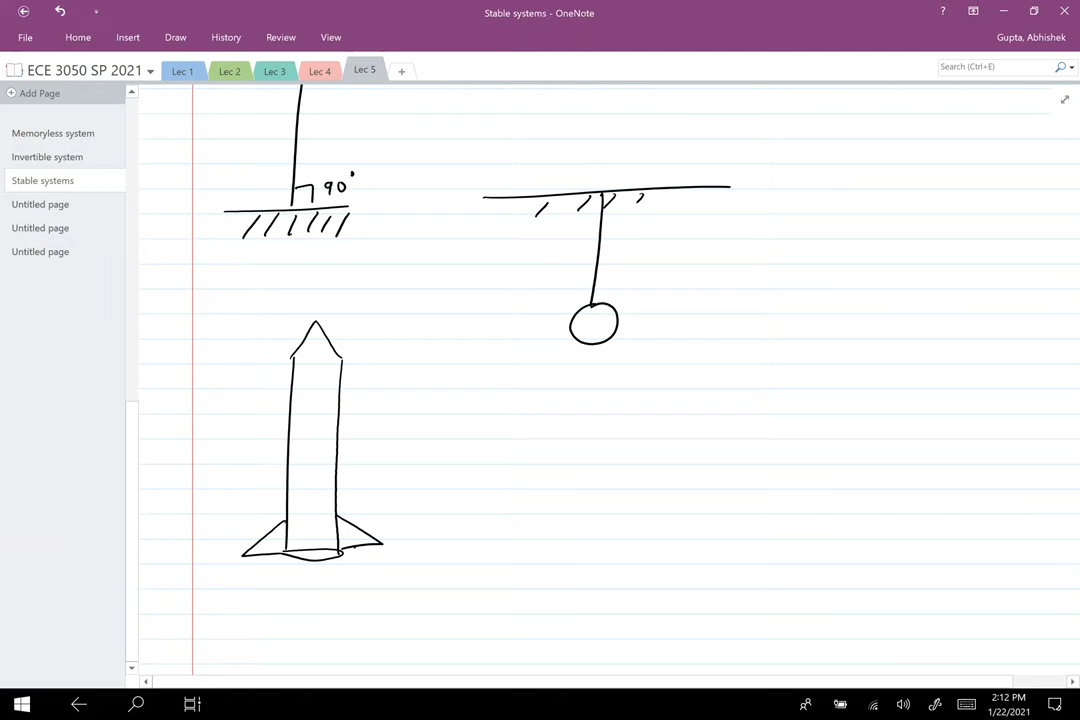 Stable systems - OneNote
?
File Home Insert Draw History Review View
Gupta, Abhishek
ECE 3050 SP 2021
Lec 1 Lec 2 Lec 3 Lec 4 Lec 5 +
Search (Ctrl+E)
Add Page
Memoryless system
Invertible system
Stable systems
Untitled page
Untitled page
Untitled page
90°
2:12 PM
1/22/2021